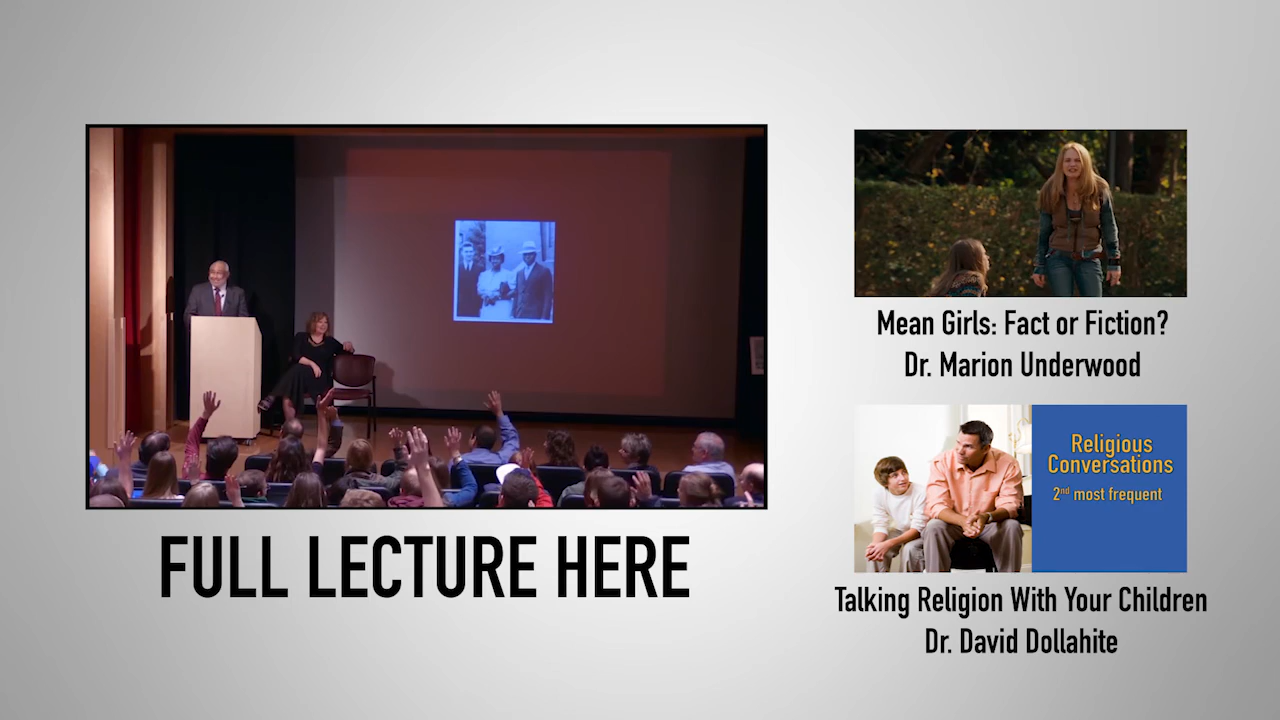 FULL LECTURE HERE
Mean Girls: Fact or Fiction?
Dr. Marion Underwood
Religious
Conversations
2nd most frequent
Talking Religion With Your Children
Dr. David Dollahite